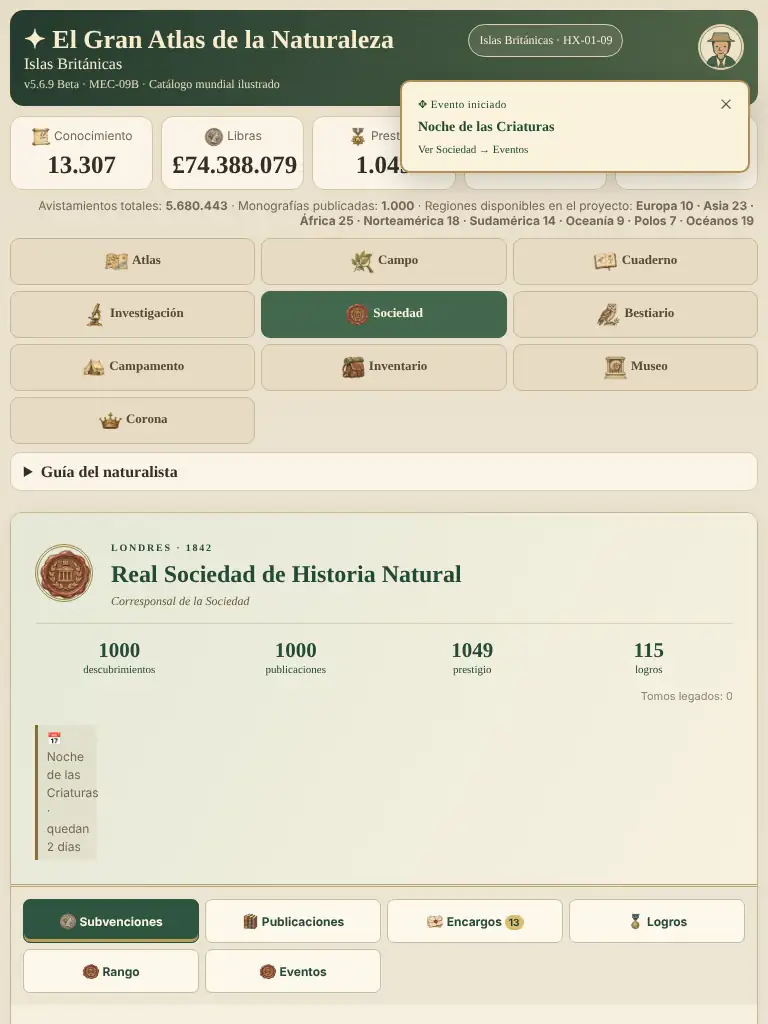 ✦ El Gran Atlas de la Naturaleza
Islas Británicas
v5.6.9 Beta · MEC-09B · Catálogo mundial ilustrado
Islas Británicas · HX-01-09
✥ Evento iniciado
Noche de las Criaturas
Ver Sociedad → Eventos
Conocimiento
13.307
Libras
£74.388.079
Avistamientos totales: 5.680.443 · Monografías publicadas: 1.000 · Regiones disponibles en el proyecto: Europa 10 · Asia 23 ·
África 25 · Norteamérica 18 · Sudamérica 14 · Oceanía 9 · Polos 7 · Océanos 19
Atlas
Campo
Cuaderno
Investigación
Sociedad
Bestiario
Campamento
Inventario
Museo
Corona
Guía del naturalista
LONDRES · 1842
Real Sociedad de Historia Natural
Corresponsal de la Sociedad
1000
descubrimientos
1000
publicaciones
1049
prestigio
115
logros
Tomos legados: 0
Noche
de las
Criaturas
·
quedan
2 días
Subvenciones
Publicaciones
Encargos 13
Logros
Rango
Eventos